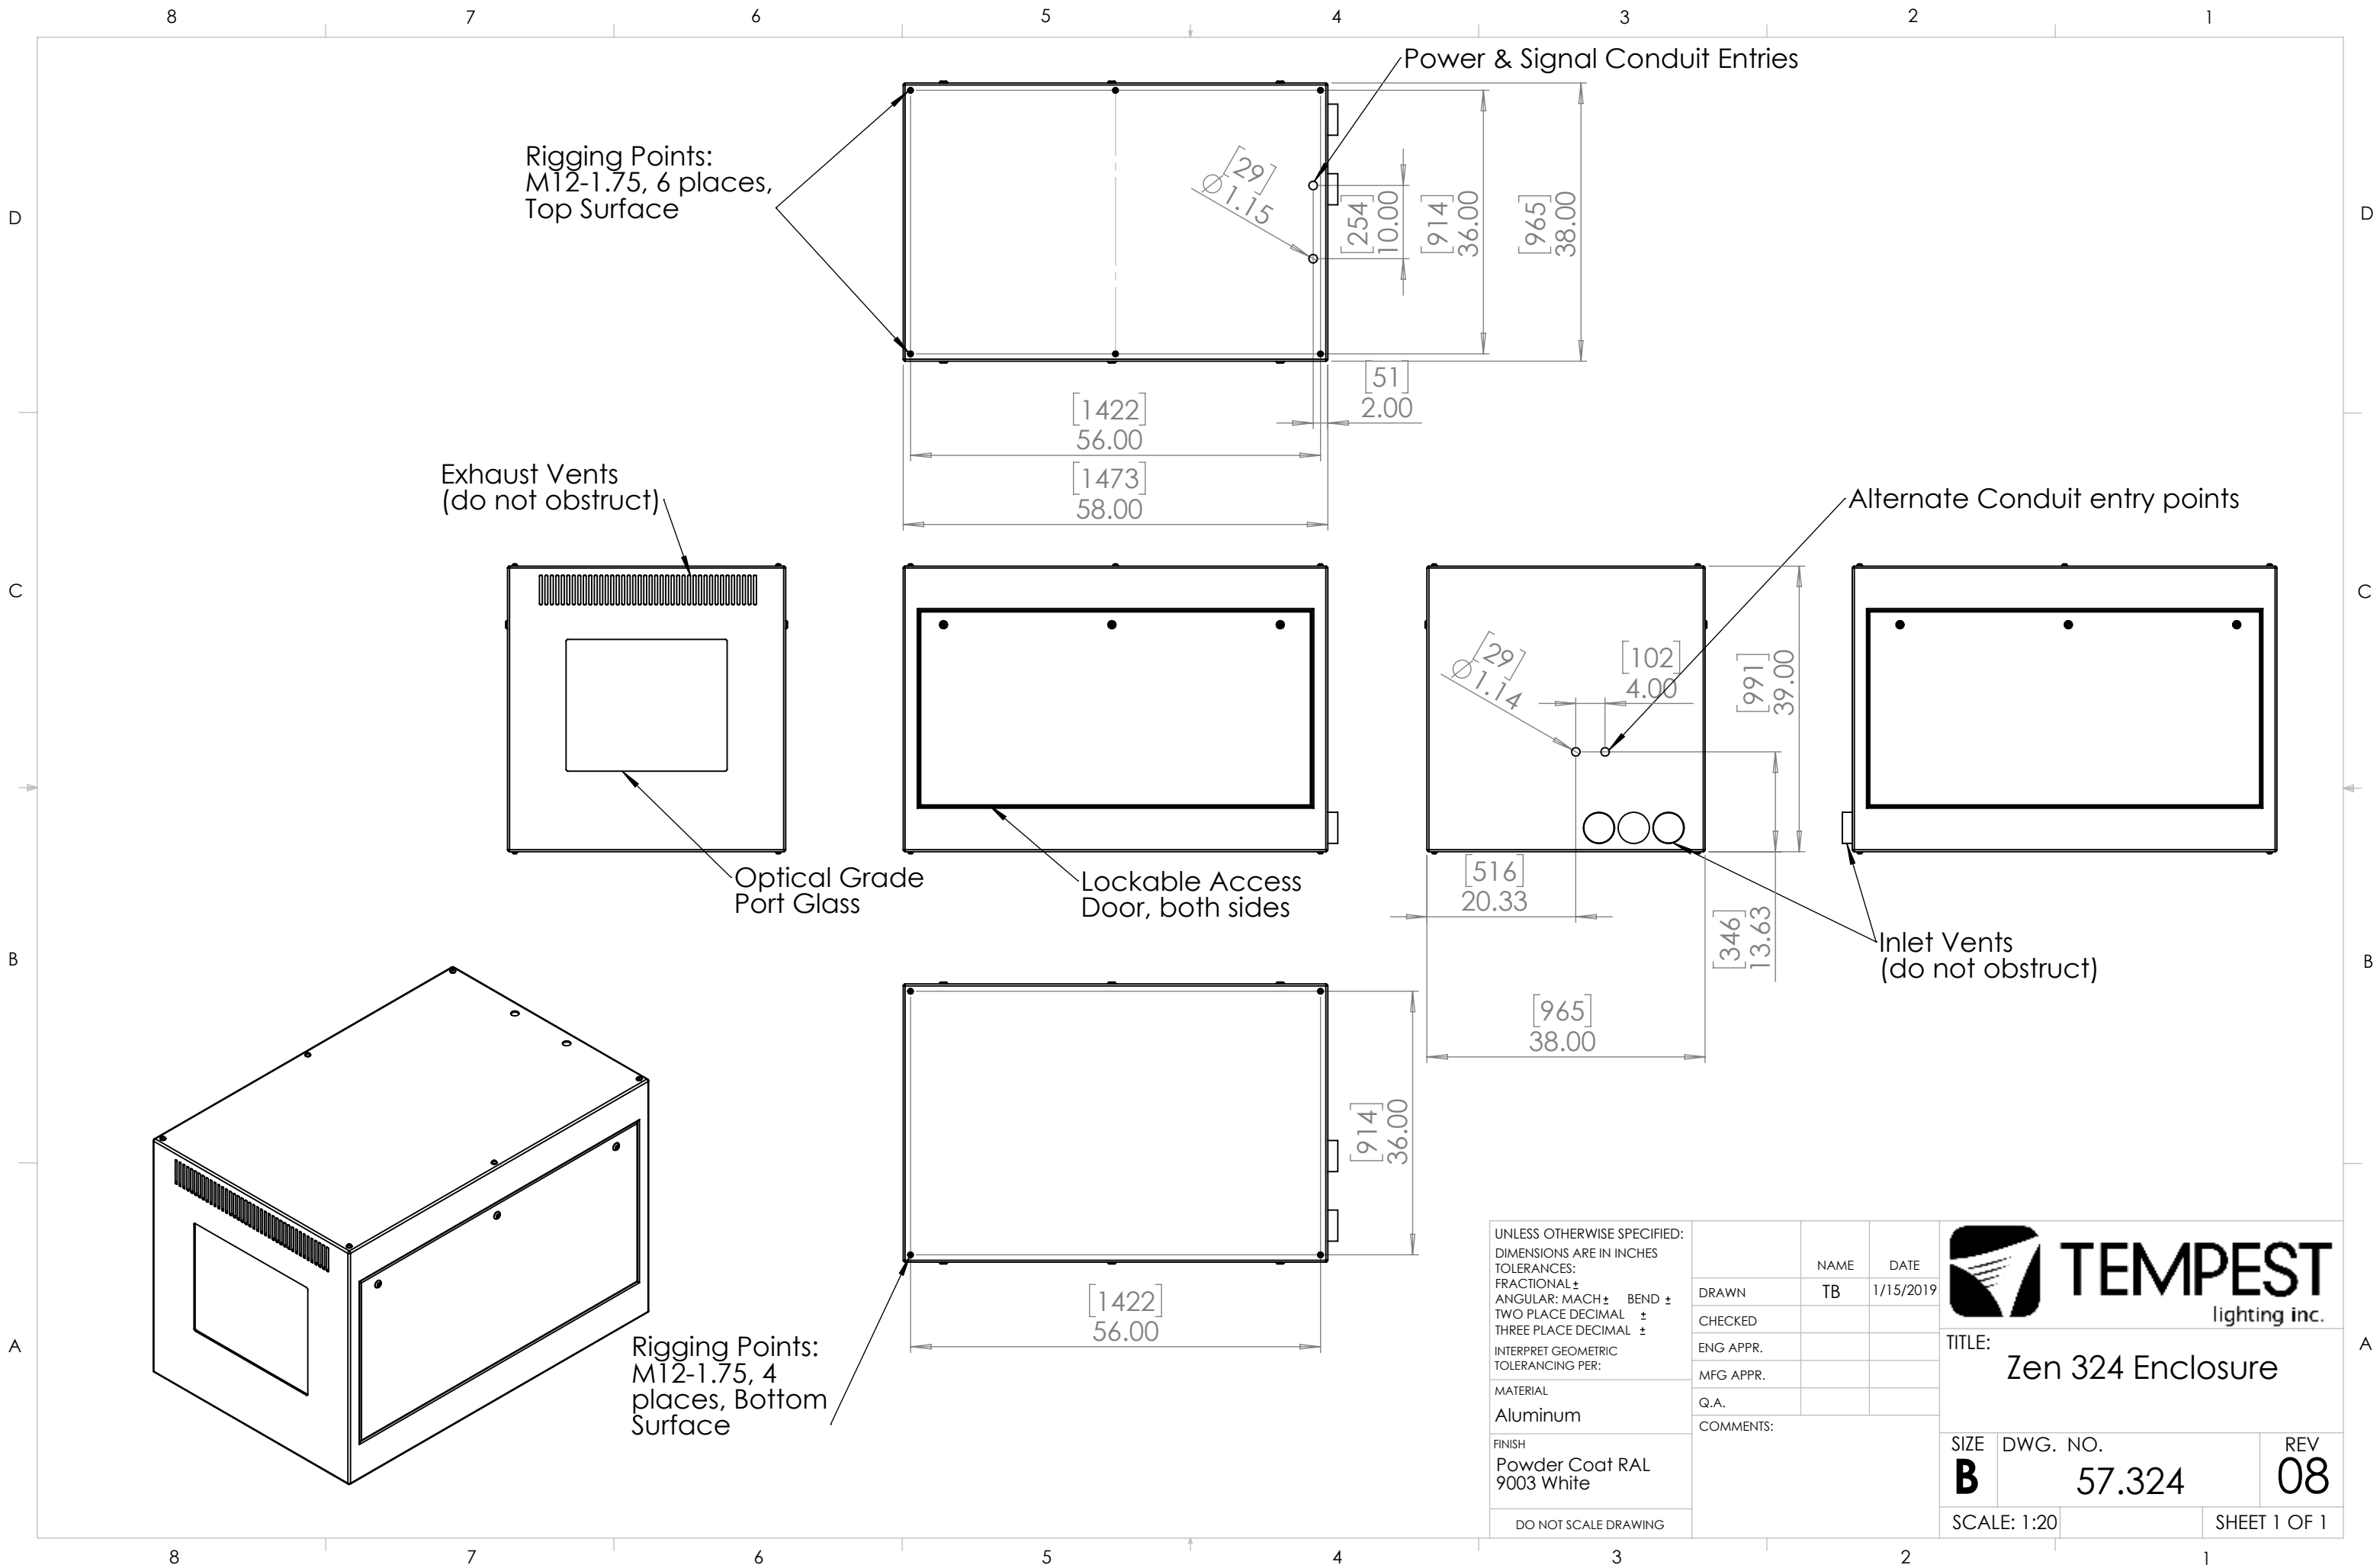 8 7 6 5 4 3 2 1
Power & Signal Conduit Entries
Rigging Points:
M12-1.75, 6 places,
Top Surface
[29]
∅1.15
[254]
10.00
[914]
36.00
[965]
38.00
D D
[51]
2.00
[1422]
56.00
[1473]
58.00
Exhaust Vents
(do not obstruct)
Alternate Conduit entry points
C C
[29]
∅1.14
[102]
4.00
[991]
39.00
Optical Grade
Port Glass
Lockable Access
Door, both sides
[516]
20.33
[346]
13.63
Inlet Vents
(do not obstruct)
B B
[965]
38.00
[914]
36.00
[1422]
56.00
Rigging Points:
M12-1.75, 4
places, Bottom
Surface
A A
UNLESS OTHERWISE SPECIFIED:
DIMENSIONS ARE IN INCHES
TOLERANCES:
FRACTIONAL ±
ANGULAR: MACH ± BEND ±
TWO PLACE DECIMAL ±
THREE PLACE DECIMAL ±
INTERPRET GEOMETRIC
TOLERANCING PER:
MATERIAL
Aluminum
FINISH
Powder Coat RAL
9003 White
DO NOT SCALE DRAWING
NAME DATE
DRAWN TB 1/15/2019
CHECKED
ENG APPR.
MFG APPR.
Q.A.
COMMENTS:
TEMPEST
lighting inc.
TITLE:
Zen 324 Enclosure
SIZE DWG. NO. REV
B 57.324 08
SCALE: 1:20 SHEET 1 OF 1
8 7 6 5 4 3 2 1